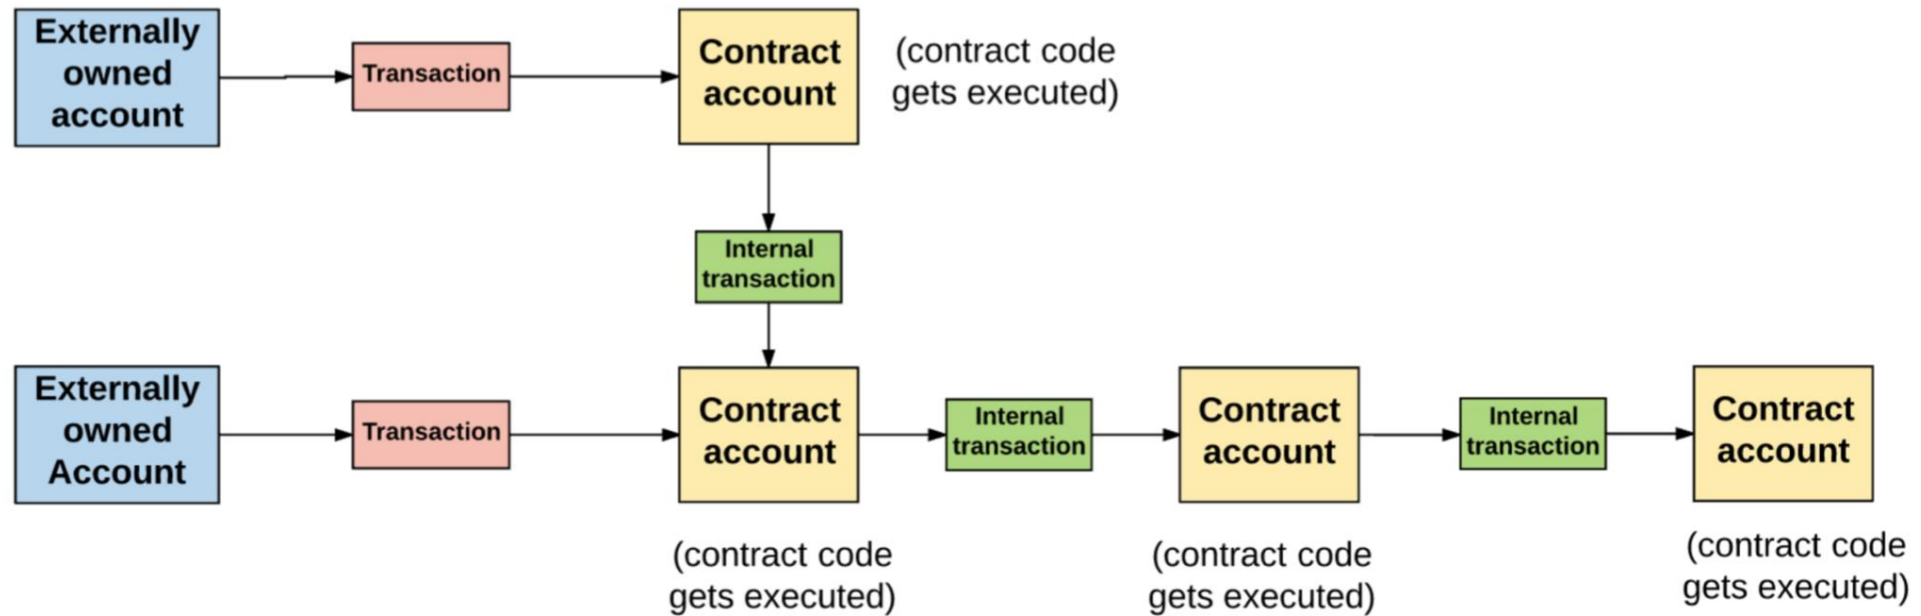 Externally
owned
account
Transaction
Contract
account
(contract code
gets executed)
Internal
transaction
Externally
owned
Account
Transaction
Contract
account
Internal
transaction
Contract
account
Internal
transaction
Contract
account
(contract code
gets executed)
(contract code
gets executed)
(contract code
gets executed)